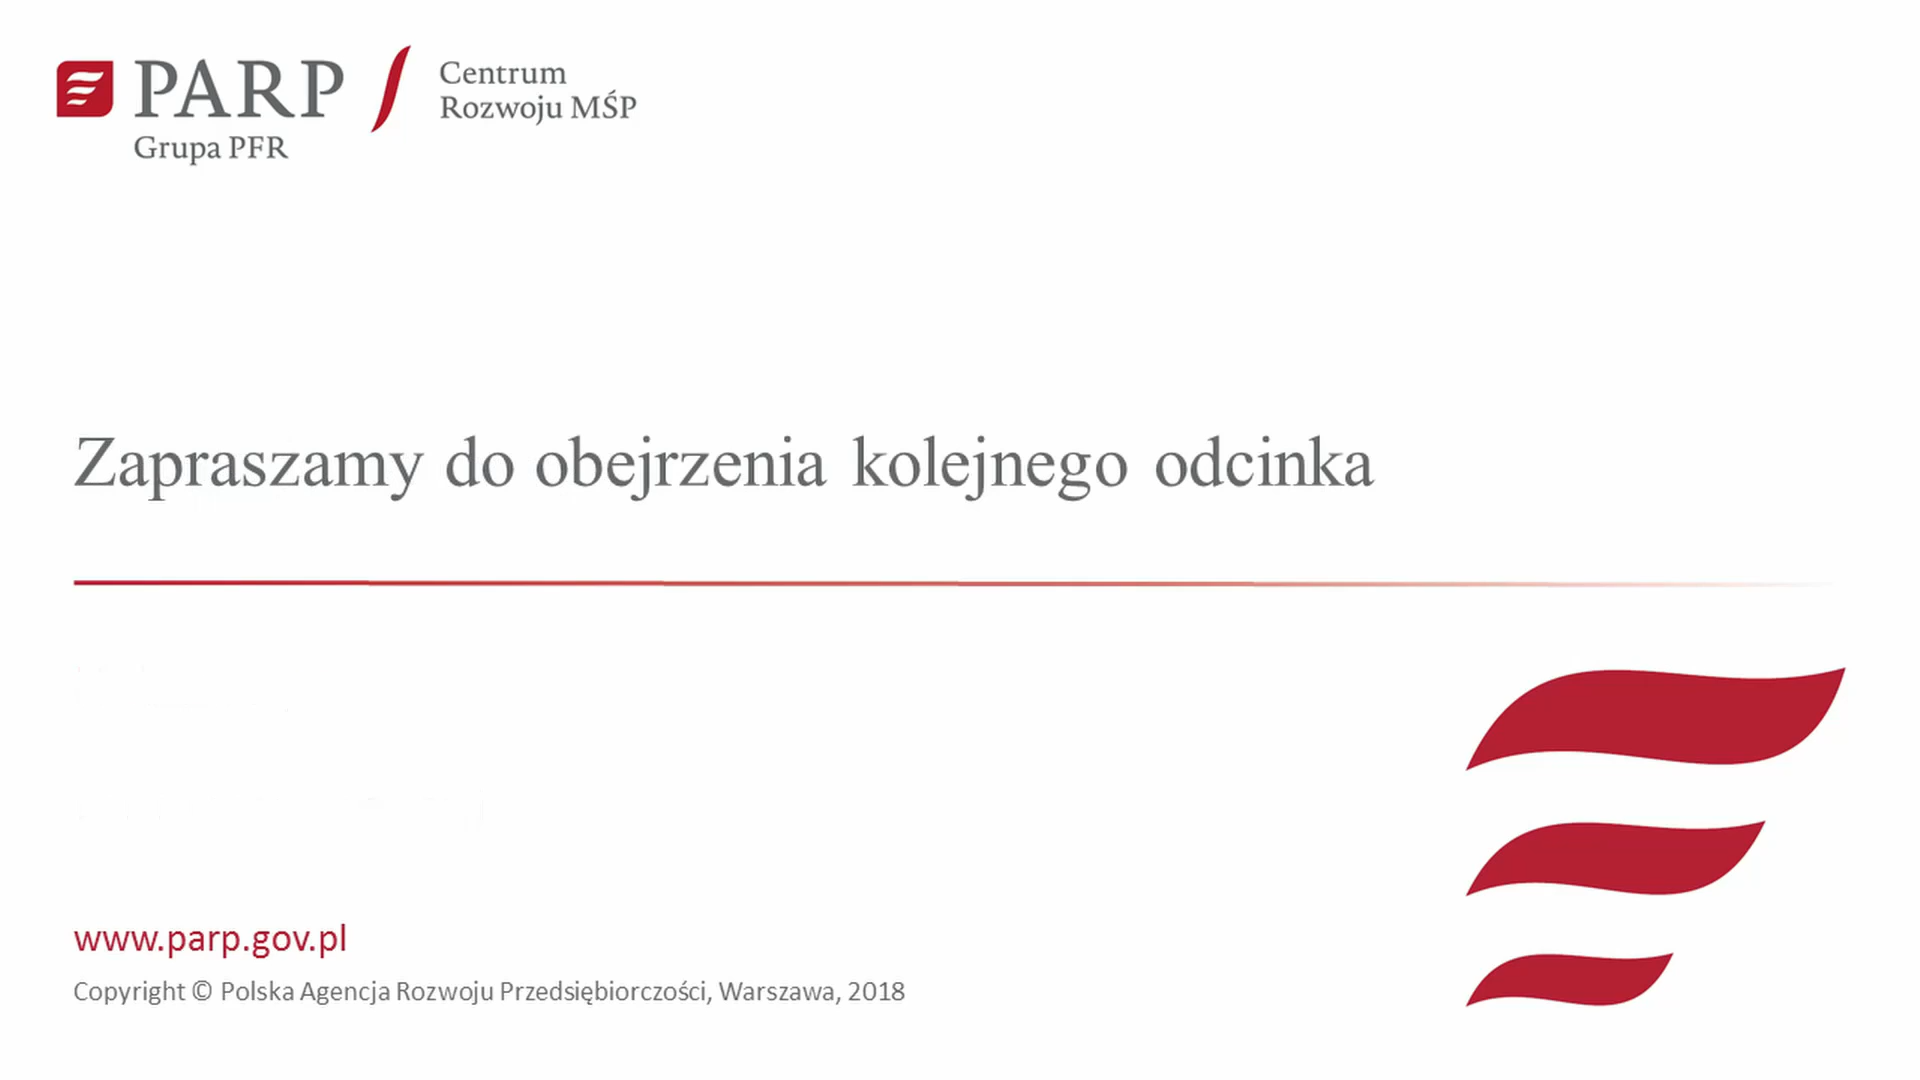 PARP
Grupa PFR
Centrum
Rozwoju MŚP
Zapraszamy do obejrzenia kolejnego odcinka
www.parp.gov.pl
Copyright © Polska Agencja Rozwoju Przedsiębiorczości, Warszawa, 2018